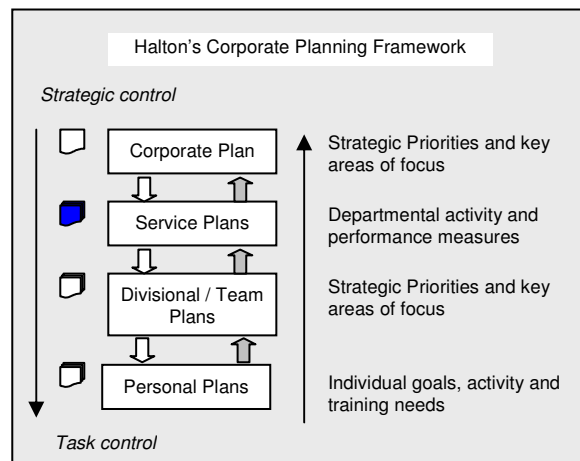 Halton's Corporate Planning Framework
Strategic control
Corporate Plan
Strategic Priorities and key
areas of focus
Service Plans
Departmental activity and
performance measures
Divisional / Team
Plans
Strategic Priorities and key
areas of focus
Personal Plans
Individual goals, activity and
training needs
Task control